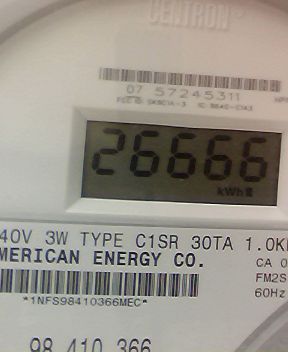 CENTRON®
07 57245311
26666
kWh
40V 3W TYPE C1SR 30TA 1.0K
MERICAN ENERGY CO.
CA 0
FM2S
60Hz
*1NFS98410366MEC*
98 410 366